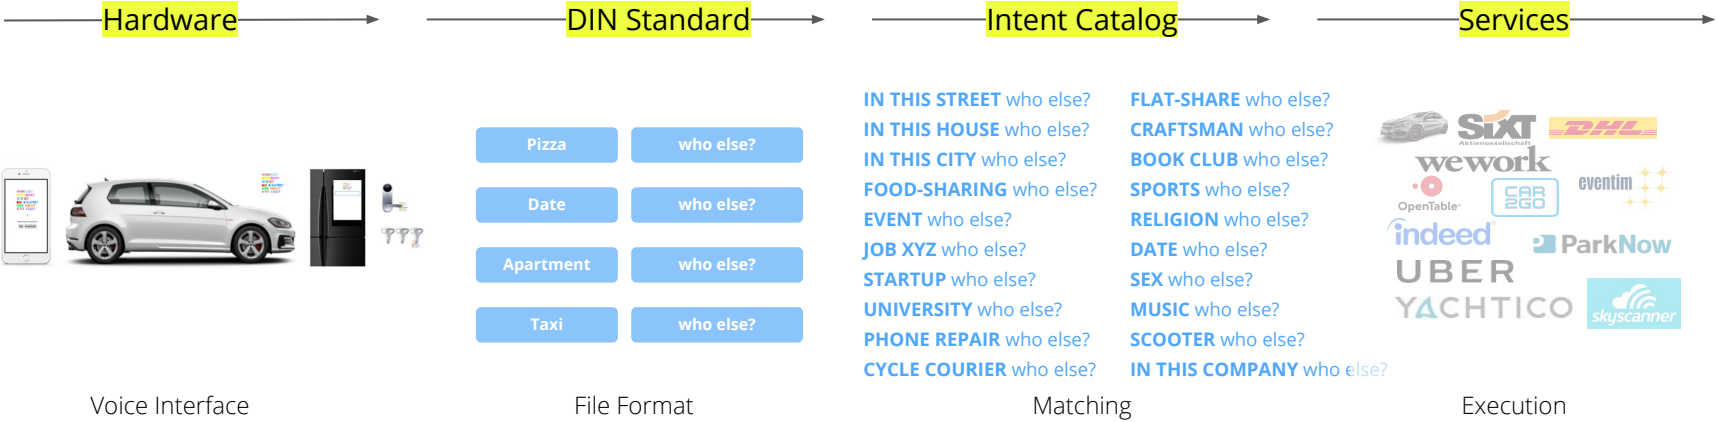 Hardware
DIN Standard
Intent Catalog
Services
Pizza who else?
Date who else?
Apartment who else?
Taxi who else?
IN THIS STREET who else?
IN THIS HOUSE who else?
IN THIS CITY who else?
FOOD-SHARING who else?
EVENT who else?
JOB XYZ who else?
STARTUP who else?
UNIVERSITY who else?
PHONE REPAIR who else?
CYCLE COURIER who else?
FLAT-SHARE who else?
CRAFTSMAN who else?
BOOK CLUB who else?
SPORTS who else?
RELIGION who else?
DATE who else?
SEX who else?
MUSIC who else?
SCOOTER who else?
IN THIS COMPANY who else?
SIXT
Aktiengesellschaft
DHL
wework
OpenTable
CAR
2GO
eventim
indeed
ParkNow
UBER
YACHTICO
skyscanner
Voice Interface
File Format
Matching
Execution